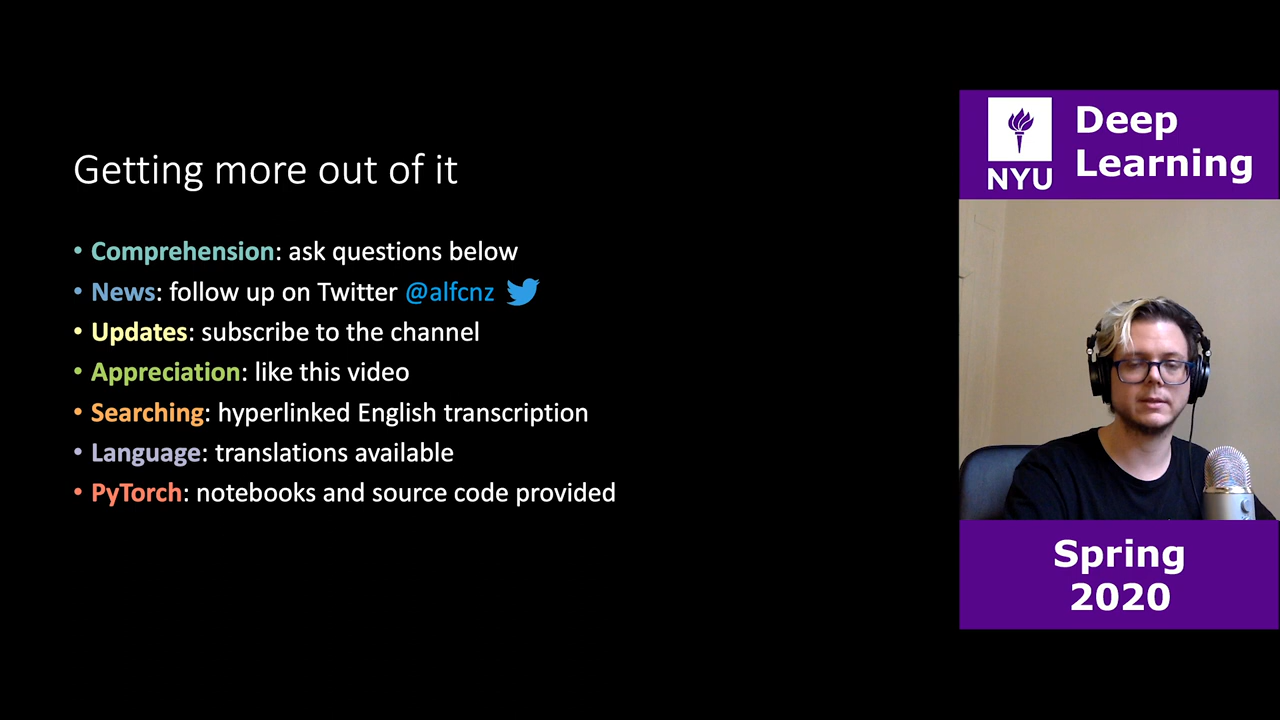 Getting more out of it
• Comprehension: ask questions below
• News: follow up on Twitter @alfcnz
• Updates: subscribe to the channel
• Appreciation: like this video
• Searching: hyperlinked English transcription
• Language: translations available
• PyTorch: notebooks and source code provided
NYU
Deep
Learning
Spring
2020